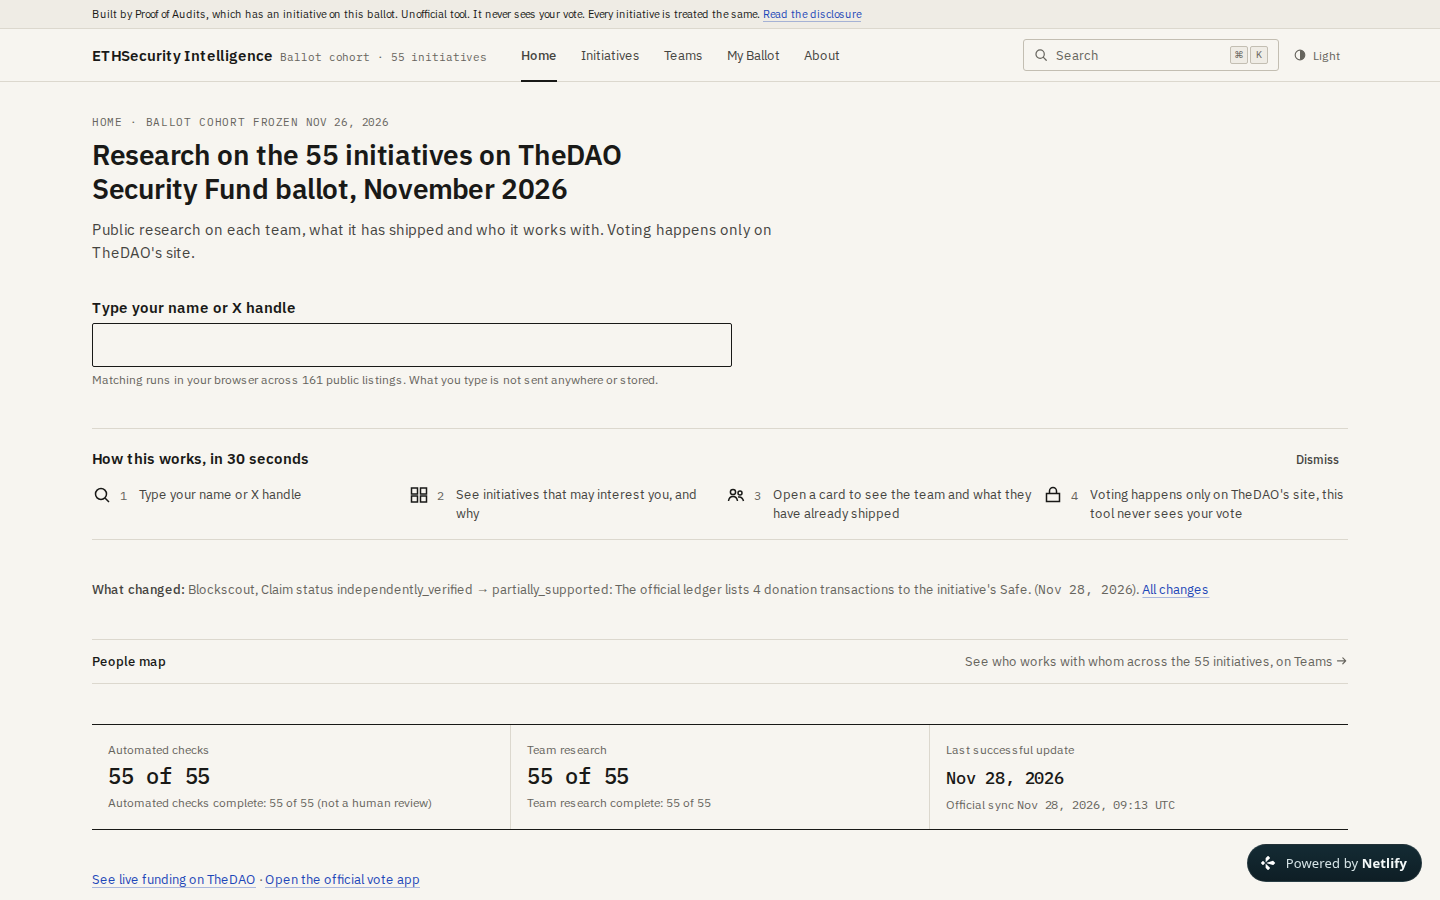 Built by Proof of Audits, which has an initiative on this ballot. Unofficial tool. It never sees your vote. Every initiative is treated the same. Read the disclosure
ETHSecurity Intelligence Ballot cohort · 55 initiatives Home Initiatives Teams My Ballot About Search ⌘ K Light
HOME · BALLOT COHORT FROZEN NOV 26, 2026
Research on the 55 initiatives on TheDAO
Security Fund ballot, November 2026
Public research on each team, what it has shipped and who it works with. Voting happens only on
TheDAO's site.
Type your name or X handle
Matching runs in your browser across 161 public listings. What you type is not sent anywhere or stored.
How this works, in 30 seconds Dismiss
1 Type your name or X handle
2 See initiatives that may interest you, and
why
3 Open a card to see the team and what they
have already shipped
4 Voting happens only on TheDAO's site, this
tool never sees your vote
What changed: Blockscout, Claim status independently_verified → partially_supported: The official ledger lists 4 donation transactions to the initiative's Safe. (Nov 28, 2026). All changes
People map See who works with whom across the 55 initiatives, on Teams →
Automated checks
55 of 55
Automated checks complete: 55 of 55 (not a human review)
Team research
55 of 55
Team research complete: 55 of 55
Last successful update
Nov 28, 2026
Official sync Nov 28, 2026, 09:13 UTC
Powered by Netlify
See live funding on TheDAO · Open the official vote app